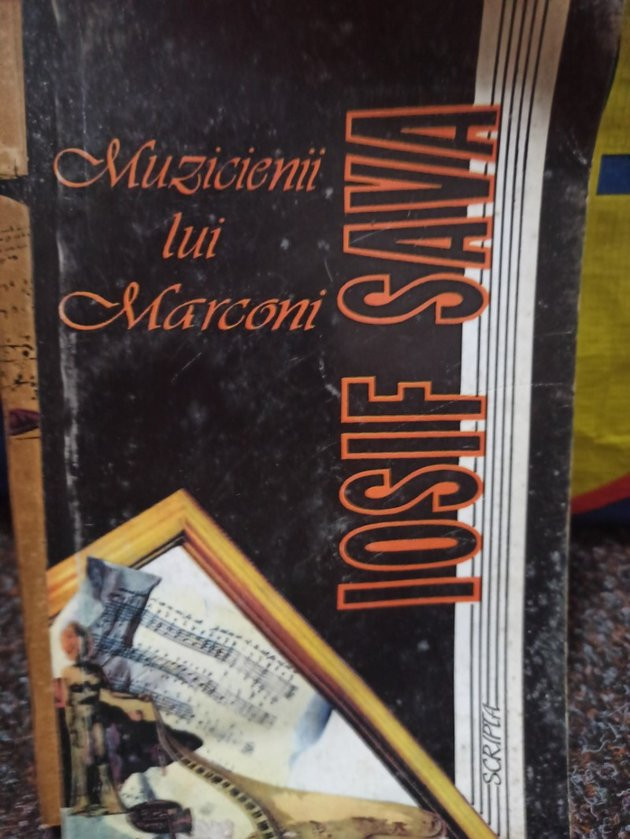 Muzicienii
lui
Marconi
IOSIF SAVA
SCRIPTA